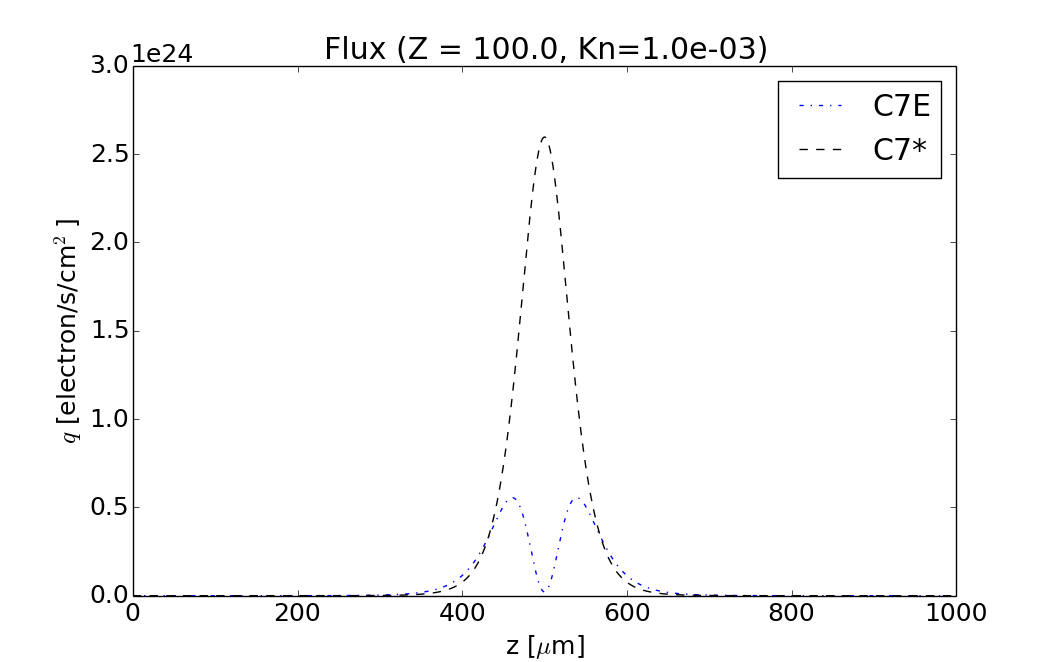 Flux (Z = 100.0, Kn=1.0e-03)
1e24
3.0
2.5
2.0
1.5
1.0
0.5
0.0
q [electron/s/cm² ]
C7E
C7*
0 200 400 600 800 1000
z [μm]